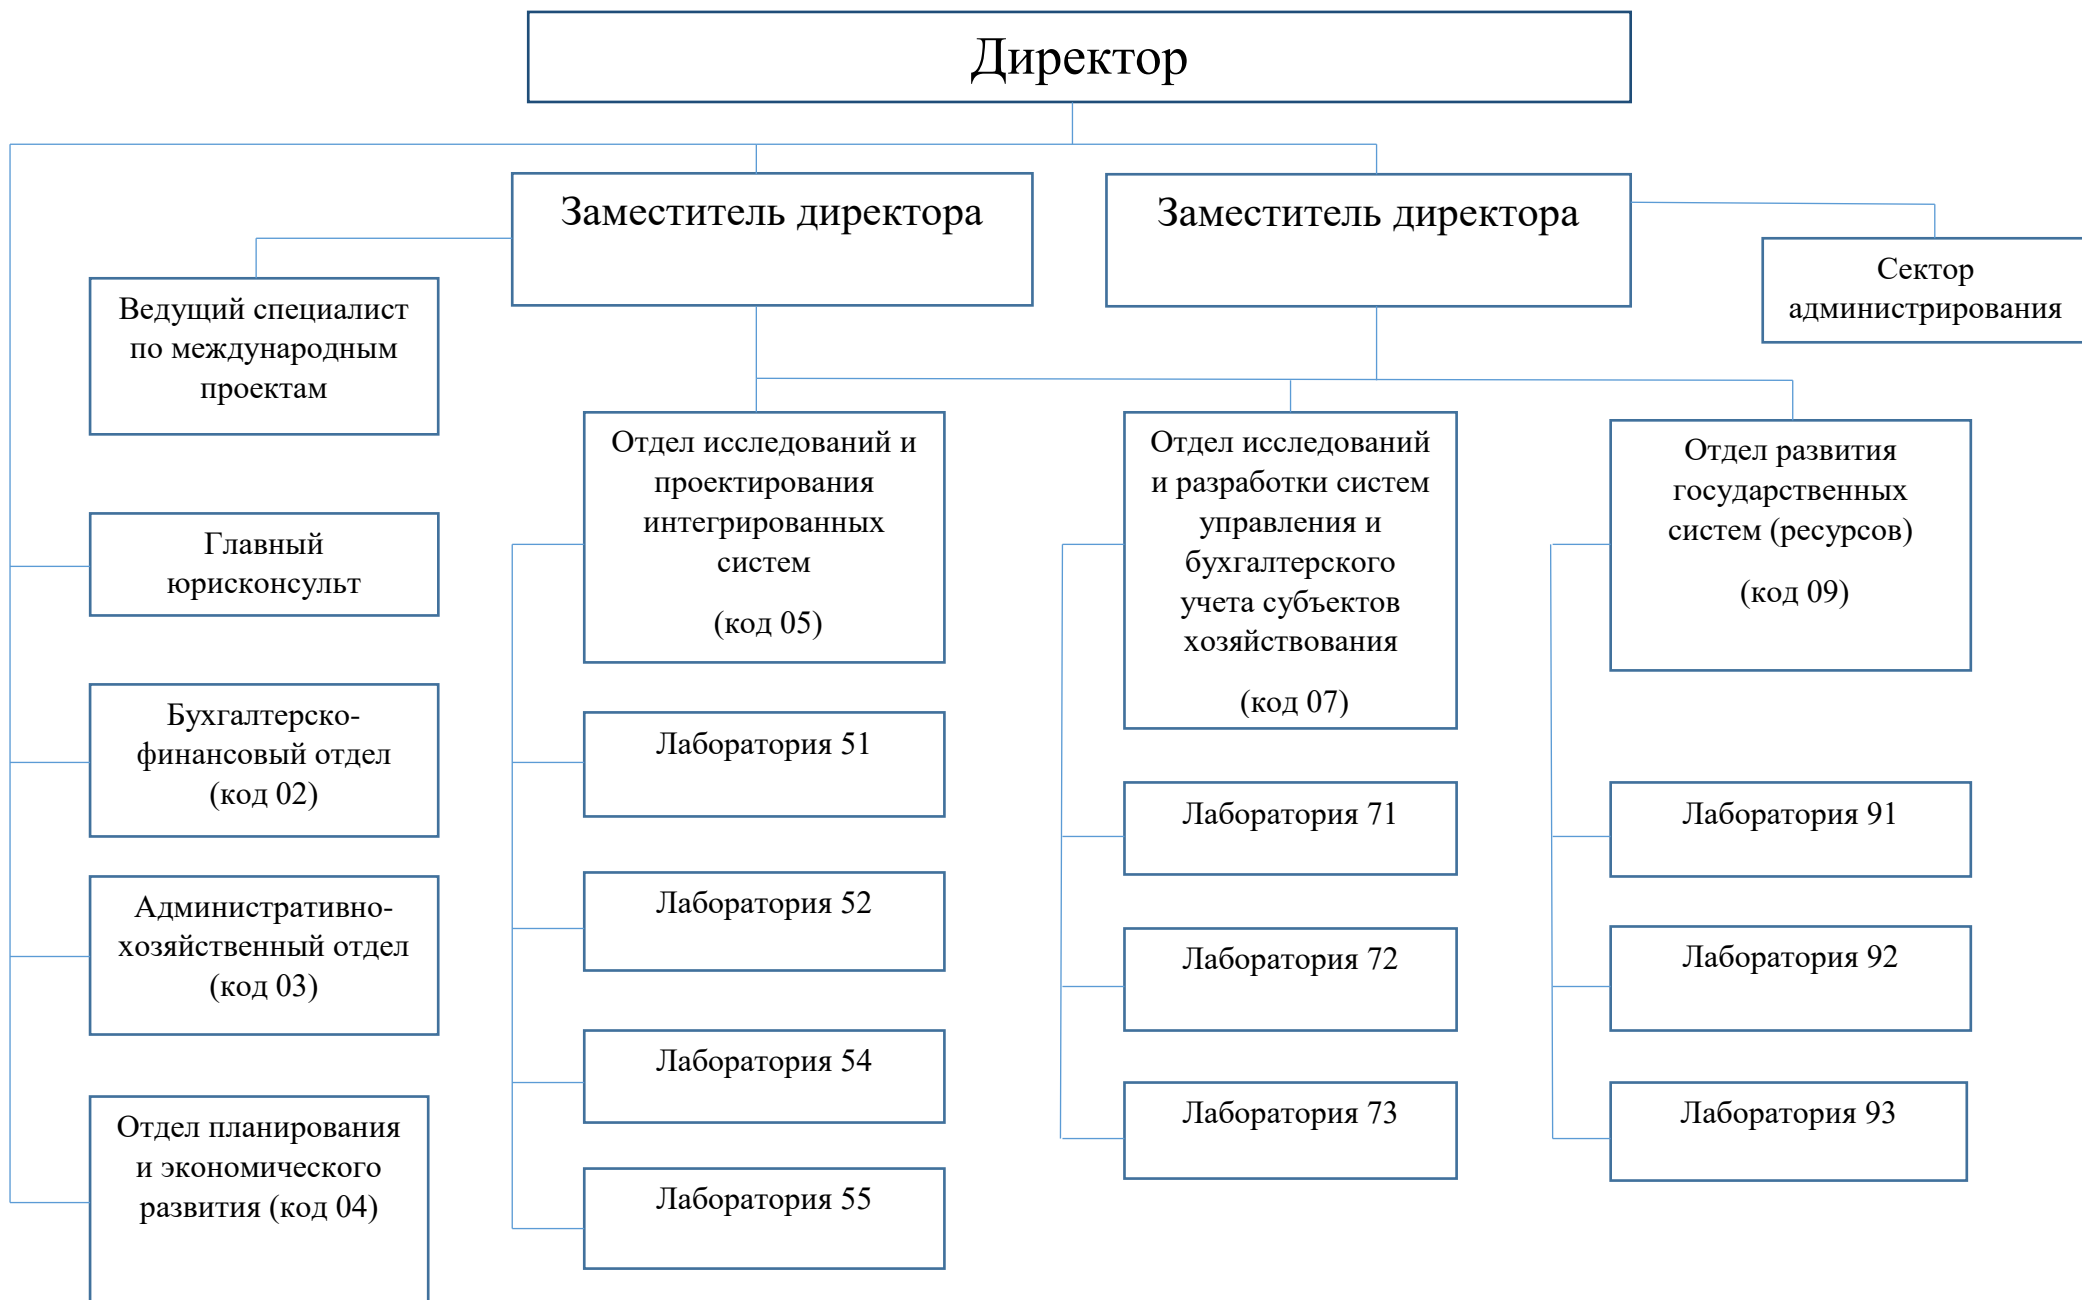 Директор
Заместитель директора
Заместитель директора
Сектор
администрирования
Ведущий специалист
по международным
проектам
Главный
юрисконсульт
Бухгалтерско-
финансовый отдел
(код 02)
Административно-
хозяйственный отдел
(код 03)
Отдел планирования
и экономического
развития (код 04)
Отдел исследований и
проектирования
интегрированных
систем
(код 05)
Лаборатория 51
Лаборатория 52
Лаборатория 54
Лаборатория 55
Отдел исследований
и разработки систем
управления и
бухгалтерского
учета субъектов
хозяйствования
(код 07)
Лаборатория 71
Лаборатория 72
Лаборатория 73
Отдел развития
государственных
систем (ресурсов)
(код 09)
Лаборатория 91
Лаборатория 92
Лаборатория 93